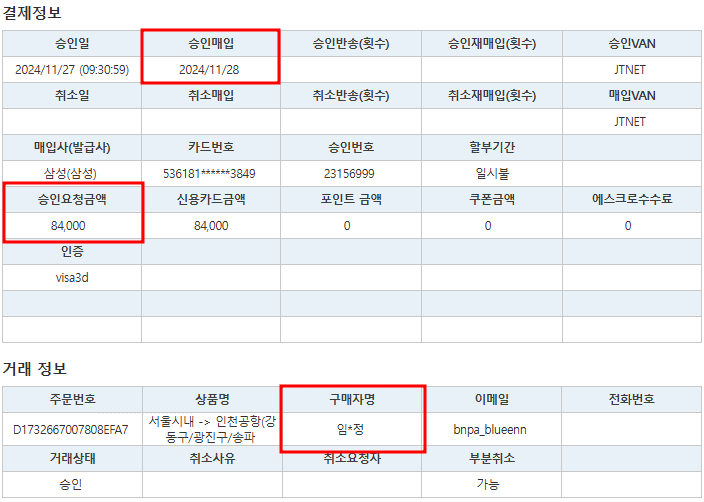 결제정보
승인일 승인매입 승인반송(횟수) 승인재매입(횟수) 승인VAN
2024/11/27 (09:30:59) 2024/11/28 JTNET
취소일 취소매입 취소반송(횟수) 취소재매입(횟수) 매입VAN
JTNET
매입사(발급사) 카드번호 승인번호 할부기간
삼성(삼성) 536181******3849 23156999 일시불
승인요청금액 신용카드금액 포인트 금액 쿠폰금액 에스크로수수료
84,000 84,000 0 0 0
인증
visa3d
거래 정보
주문번호 상품명 구매자명 이메일 전화번호
D1732667007808EFA7 서울시내 -> 인천공항(강
동구/광진구/송파 임*정 bnpa_blueenn
거래상태 취소사유 취소요청사 부분취소
승인 가능